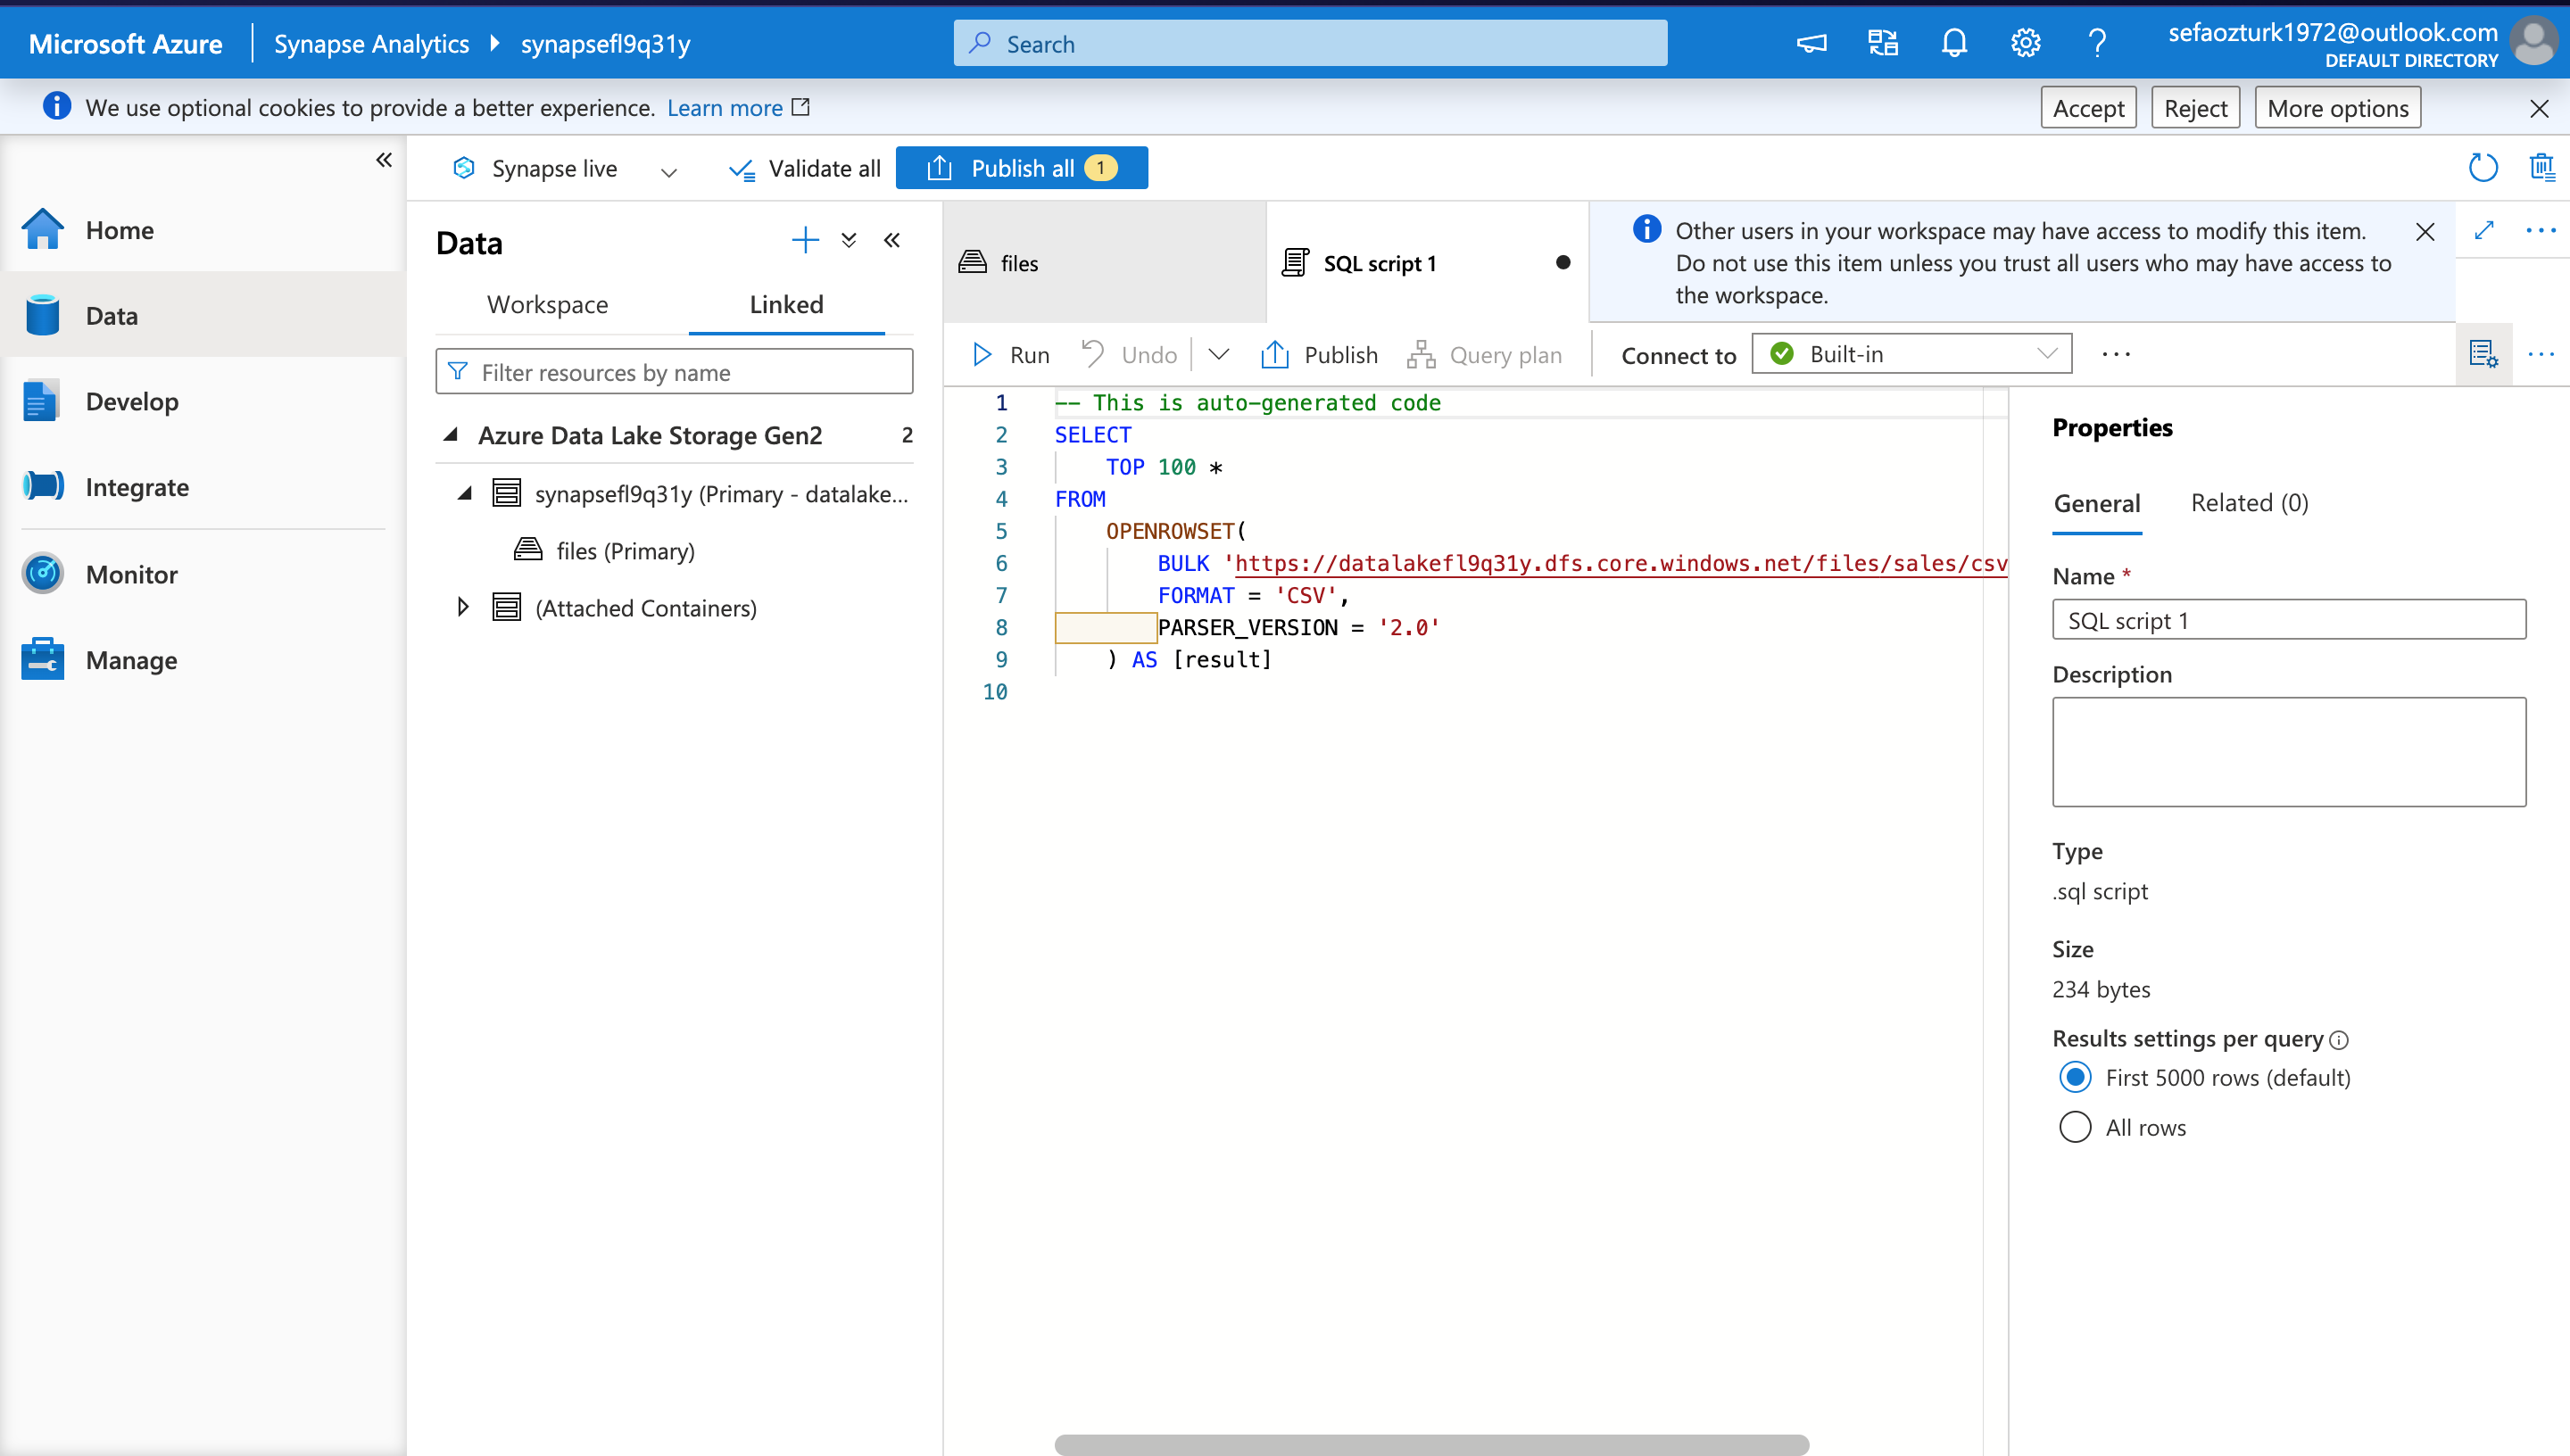 Microsoft Azure
Synapse Analytics
synapsefl9q31y
Search
sefaozturk1972@outlook.com
DEFAULT DIRECTORY
We use optional cookies to provide a better experience. Learn more
Accept
Reject
More options
Synapse live
Validate all
Publish all 1
Home
Data
Develop
Integrate
Monitor
Manage
Data
Workspace
Linked
Filter resources by name
Azure Data Lake Storage Gen2 2
synapsefl9q31y (Primary - datalake...
files (Primary)
(Attached Containers)
files
SQL script 1
Other users in your workspace may have access to modify this item.
Do not use this item unless you trust all users who may have access to
the workspace.
Run
Undo
Publish
Query plan
Connect to
Built-in
1 -- This is auto-generated code
2 SELECT
3 TOP 100 *
4 FROM
5 OPENROWSET(
6 BULK 'https://datalakefl9q31y.dfs.core.windows.net/files/sales/csv
7 FORMAT = 'CSV',
8 PARSER_VERSION = '2.0'
9 ) AS [result]
10
Properties
General
Related (0)
Name *
SQL script 1
Description
Type
.sql script
Size
234 bytes
Results settings per query
First 5000 rows (default)
All rows